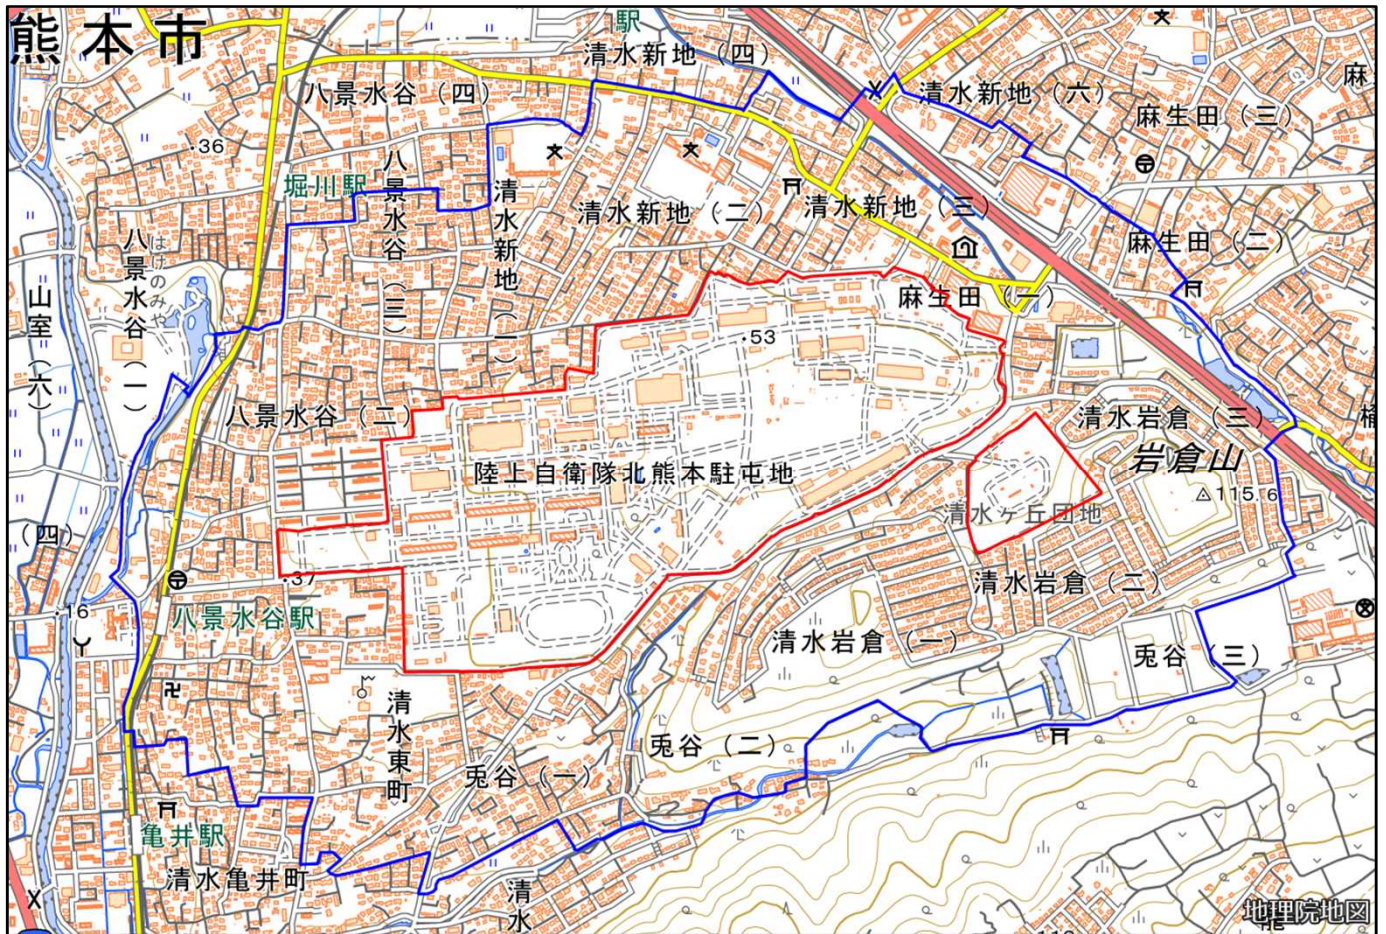 熊本市
駅
清水新地（四）
八景水谷（四）
清水新地（六）
麻
麻生田（三）
・36
堀川駅
八景水谷（三）
清水新地（一）
清水新地（二）
清水新地（三）
麻生田（二）
八景水谷（一）
はけのみや
山室（六）
麻生田（一）
・53
八景水谷（二）
清水岩倉（三）
岩倉山
陸上自衛隊北熊本駐屯地
115.6
清水ヶ丘団地
（四）
・37
清水岩倉（二）
・16
八景水谷駅
清水岩倉（一）
兎谷（三）
清水東町
兎谷（二）
兎谷（一）
亀井駅
清水亀井町
清水
地理院地図